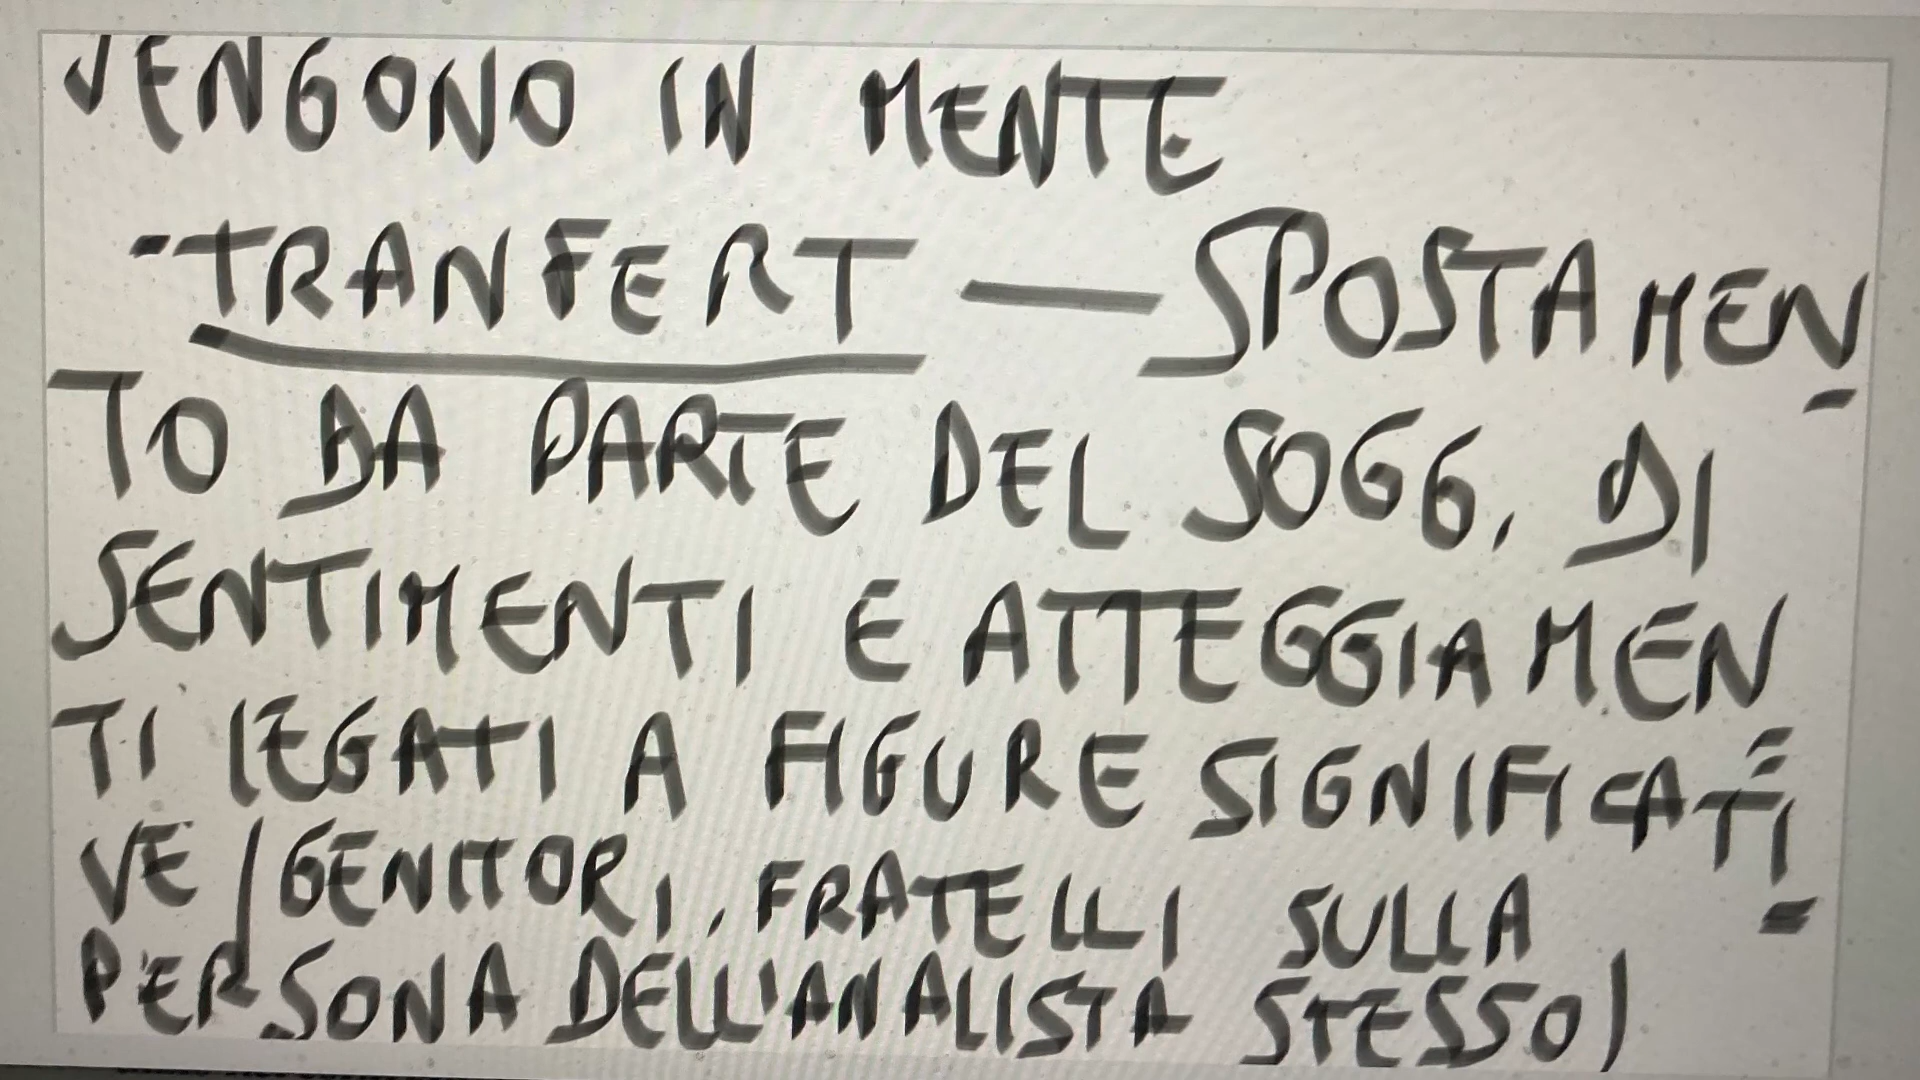 VENGONO IN MENTE
-TRANFERT — SPOSTAMEN-
TO DA PARTE DEL SOGG. DI
SENTIMENTI E ATTEGGIAMEN=
TI LEGATI A FIGURE SIGNIFICATI=
VE (GENITORI, FRATELLI SULLA
PERSONA DELL'ANALISTA STESSO)